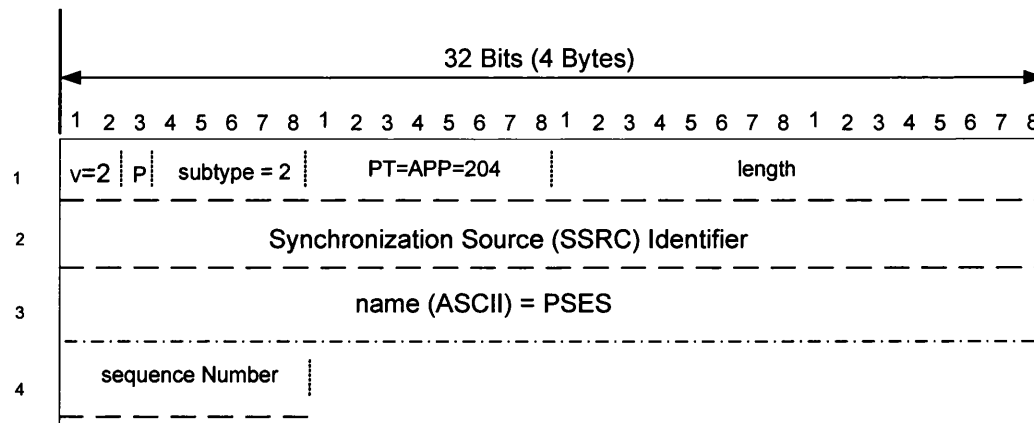 32 Bits (4 Bytes)
1 2 3 4 5 6 7 8 1 2 3 4 5 6 7 8 1 2 3 4 5 6 7 8 1 2 3 4 5 6 7 8
1 v=2 P subtype = 2 PT=APP=204 length
2 Synchronization Source (SSRC) Identifier
3 name (ASCII) = PSES
4 sequence Number